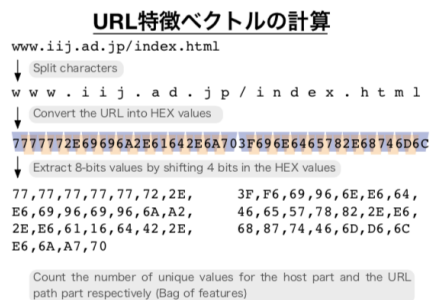 URL特徴ベクトルの計算
www.iij.ad.jp/index.html
Split characters
w w w . i i j . a d . j p / i n d e x . h t m l
Convert the URL into HEX values
7777772E69696A2E61642E6A703F696E6465782E68746D6C
Extract 8-bits values by shifting 4 bits in the HEX values
77,77,77,77,77,72,2E,
E6,69,96,69,96,6A,A2,
2E,E6,61,16,64,42,2E,
E6,6A,A7,70
3F,F6,69,96,6E,E6,64,
46,65,57,78,82,2E,E6,
68,87,74,46,6D,D6,6C
Count the number of unique values for the host part and the URL
path part respectively (Bag of features)